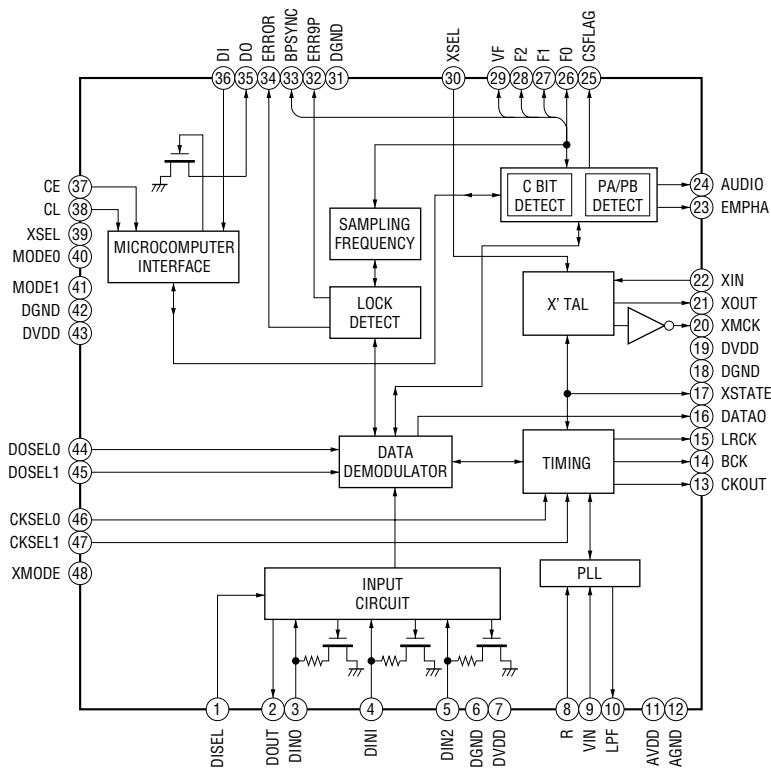 DI
DO
ERROR
BPSYNC
ERR9P
DGND
XSEL
VF
F2
F1
F0
CSFLAG
36
35
34
33
32
31
30
29
28
27
26
25
CE
37
CL
38
XSEL
39
MODE0
40
MODE1
41
DGND
42
DVDD
43
DOSEL0
44
DOSEL1
45
CKSEL0
46
CKSEL1
47
XMODE
48
MICROCOMPUTER
INTERFACE
SAMPLING
FREQUENCY
LOCK
DETECT
C BIT
DETECT
PA/PB
DETECT
X' TAL
DATA
DEMODULATOR
TIMING
INPUT
CIRCUIT
PLL
24
AUDIO
23
EMPHA
22
XIN
21
XOUT
20
XMCK
19
DVDD
18
DGND
17
XSTATE
16
DATAO
15
LRCK
14
BCK
13
CKOUT
1
2
3
4
5
6
7
8
9
10
11
12
DISEL
DOUT
DIN0
DINI
DIN2
DGND
DVDD
R
VIN
LPF
AVDD
AGND